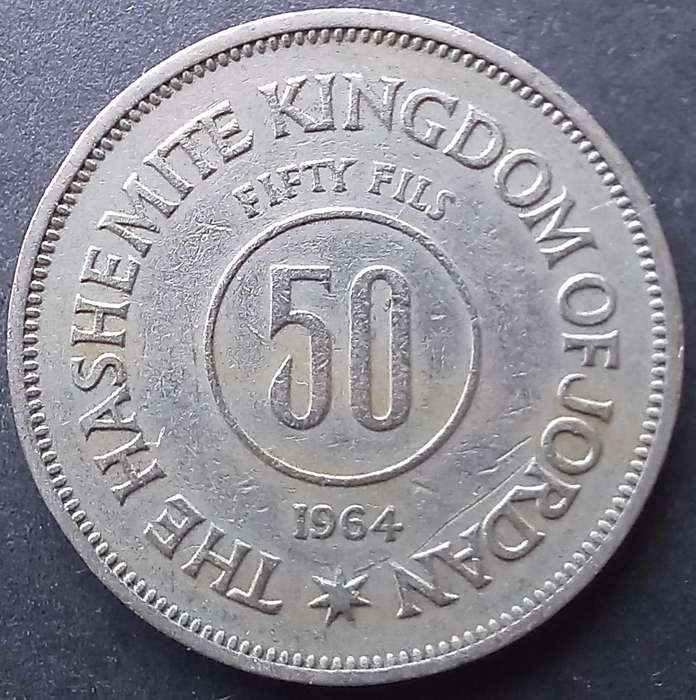 THE HASHEMITE KINGDOM OF JORDAN
FIFTY FILS
50
1964